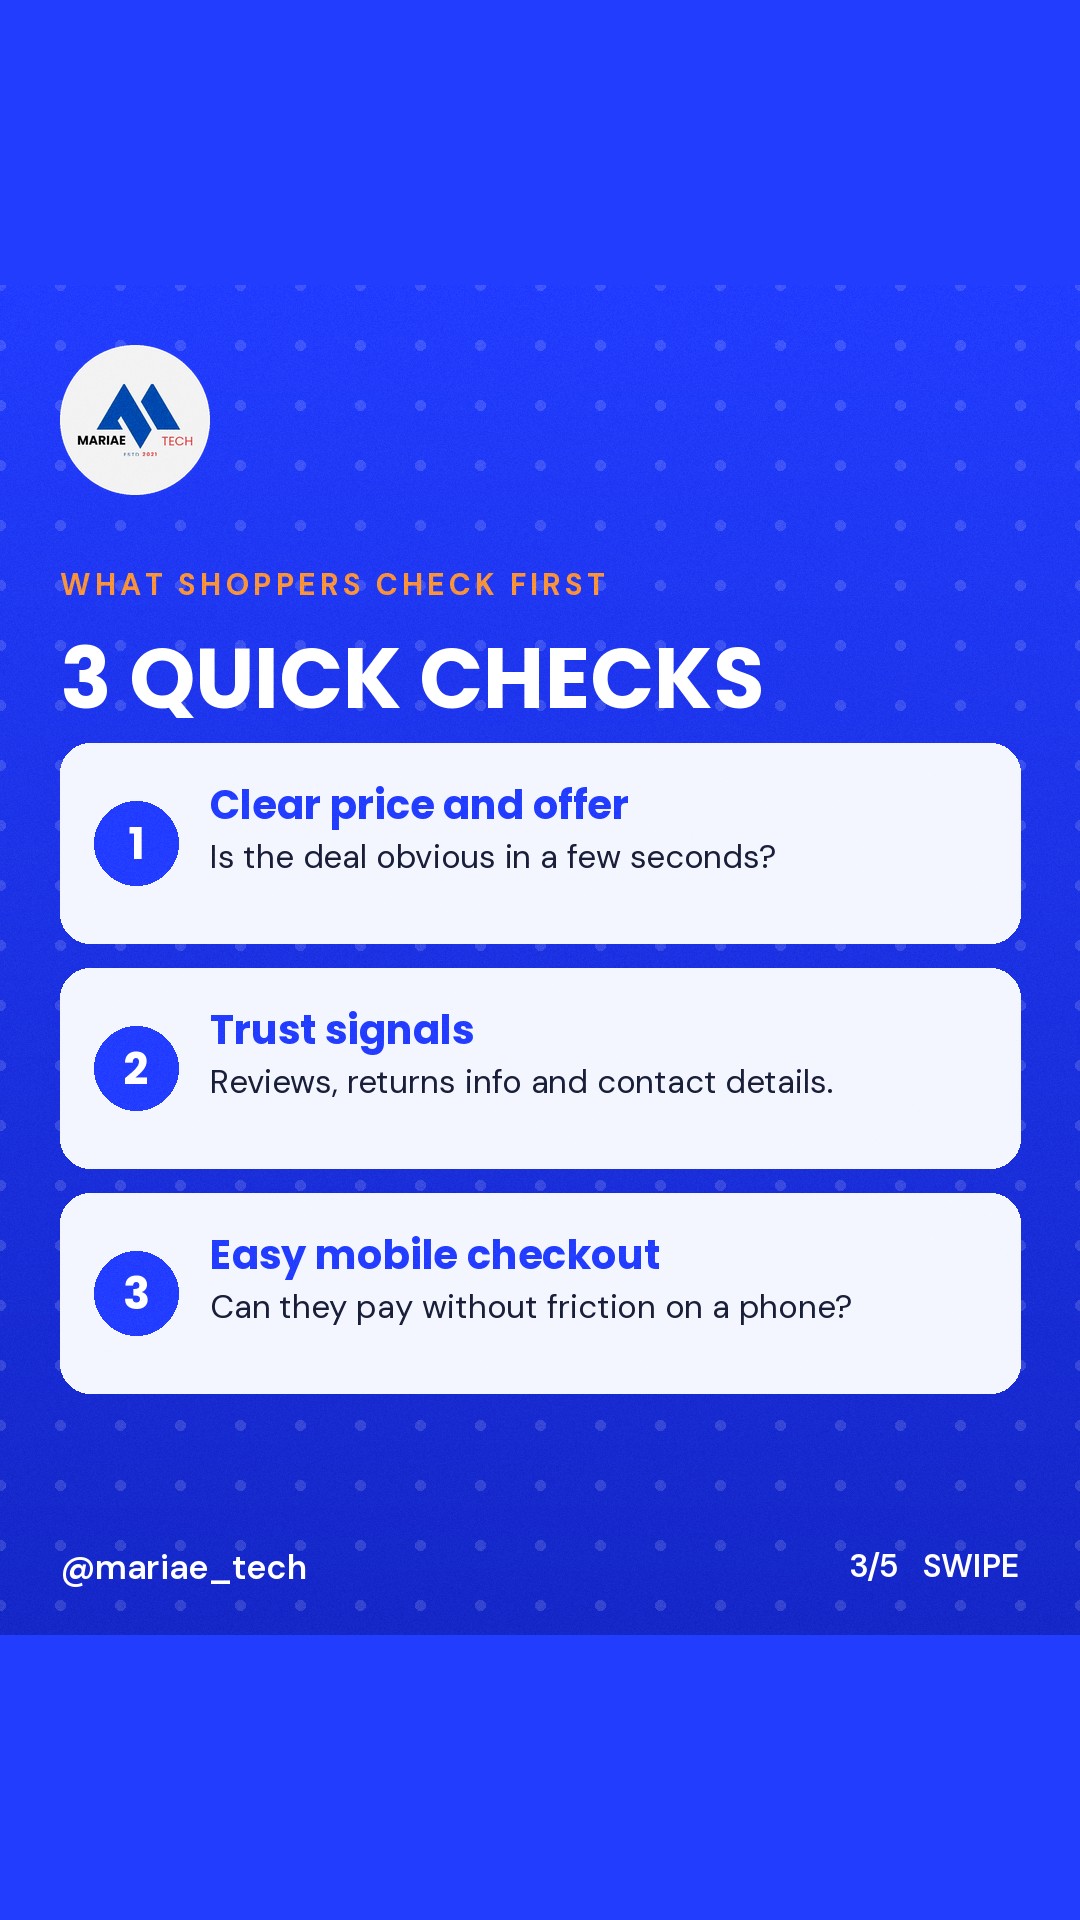 MARIAE TECH
ESTD 2021
WHAT SHOPPERS CHECK FIRST
3 QUICK CHECKS
1
Clear price and offer
Is the deal obvious in a few seconds?
2
Trust signals
Reviews, returns info and contact details.
3
Easy mobile checkout
Can they pay without friction on a phone?
@mariae_tech
3/5 SWIPE